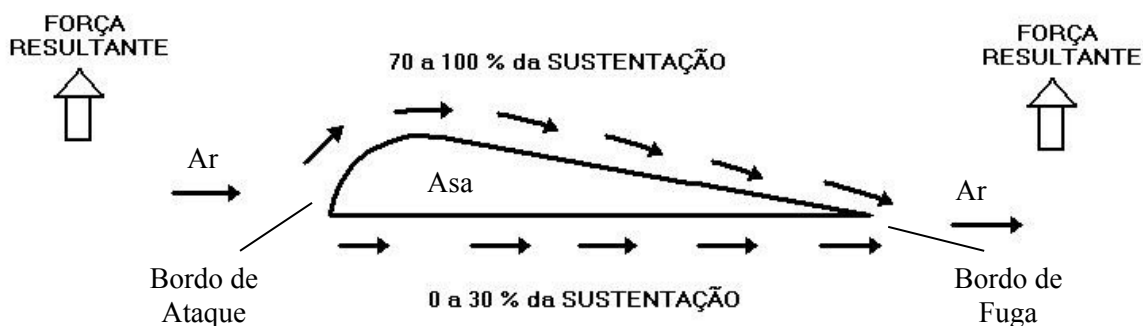 FORÇA
RESULTANTE
70 a 100 % da SUSTENTAÇÃO
FORÇA
RESULTANTE
Ar
Asa
Ar
Bordo de
Ataque
0 a 30 % da SUSTENTAÇÃO
Bordo de
Fuga